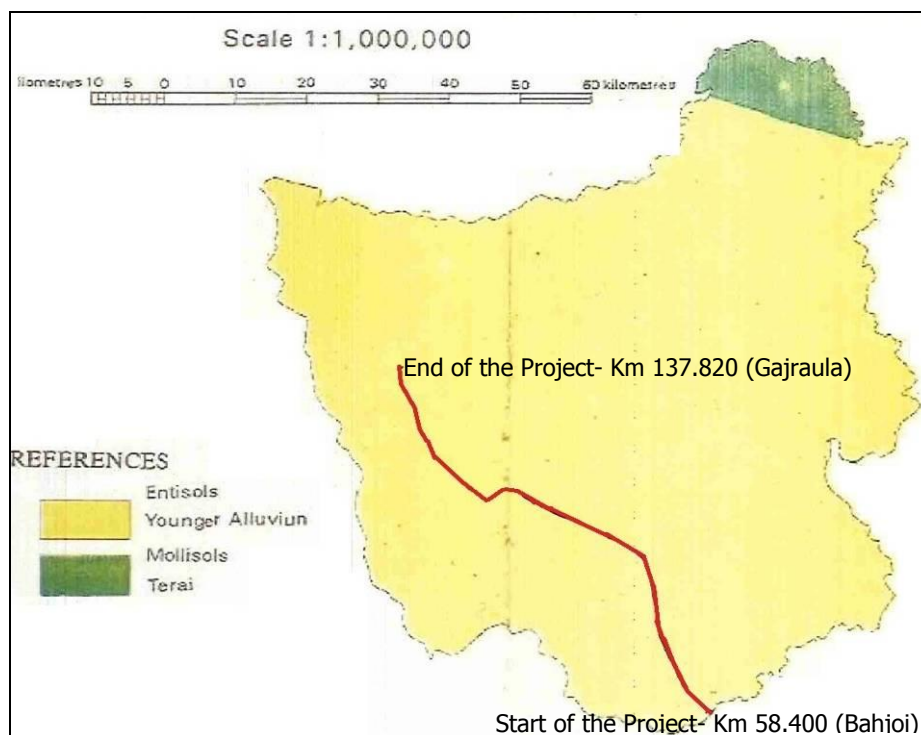 Scale 1:1,000,000
ilometres 10 5 0 10 20 30 40 50 60 kilometres
End of the Project- Km 137.820 (Gajraula)
REFERENCES
Entisols
Younger Alluviun
Mollisols
Terai
Start of the Project- Km 58.400 (Bahjoi)